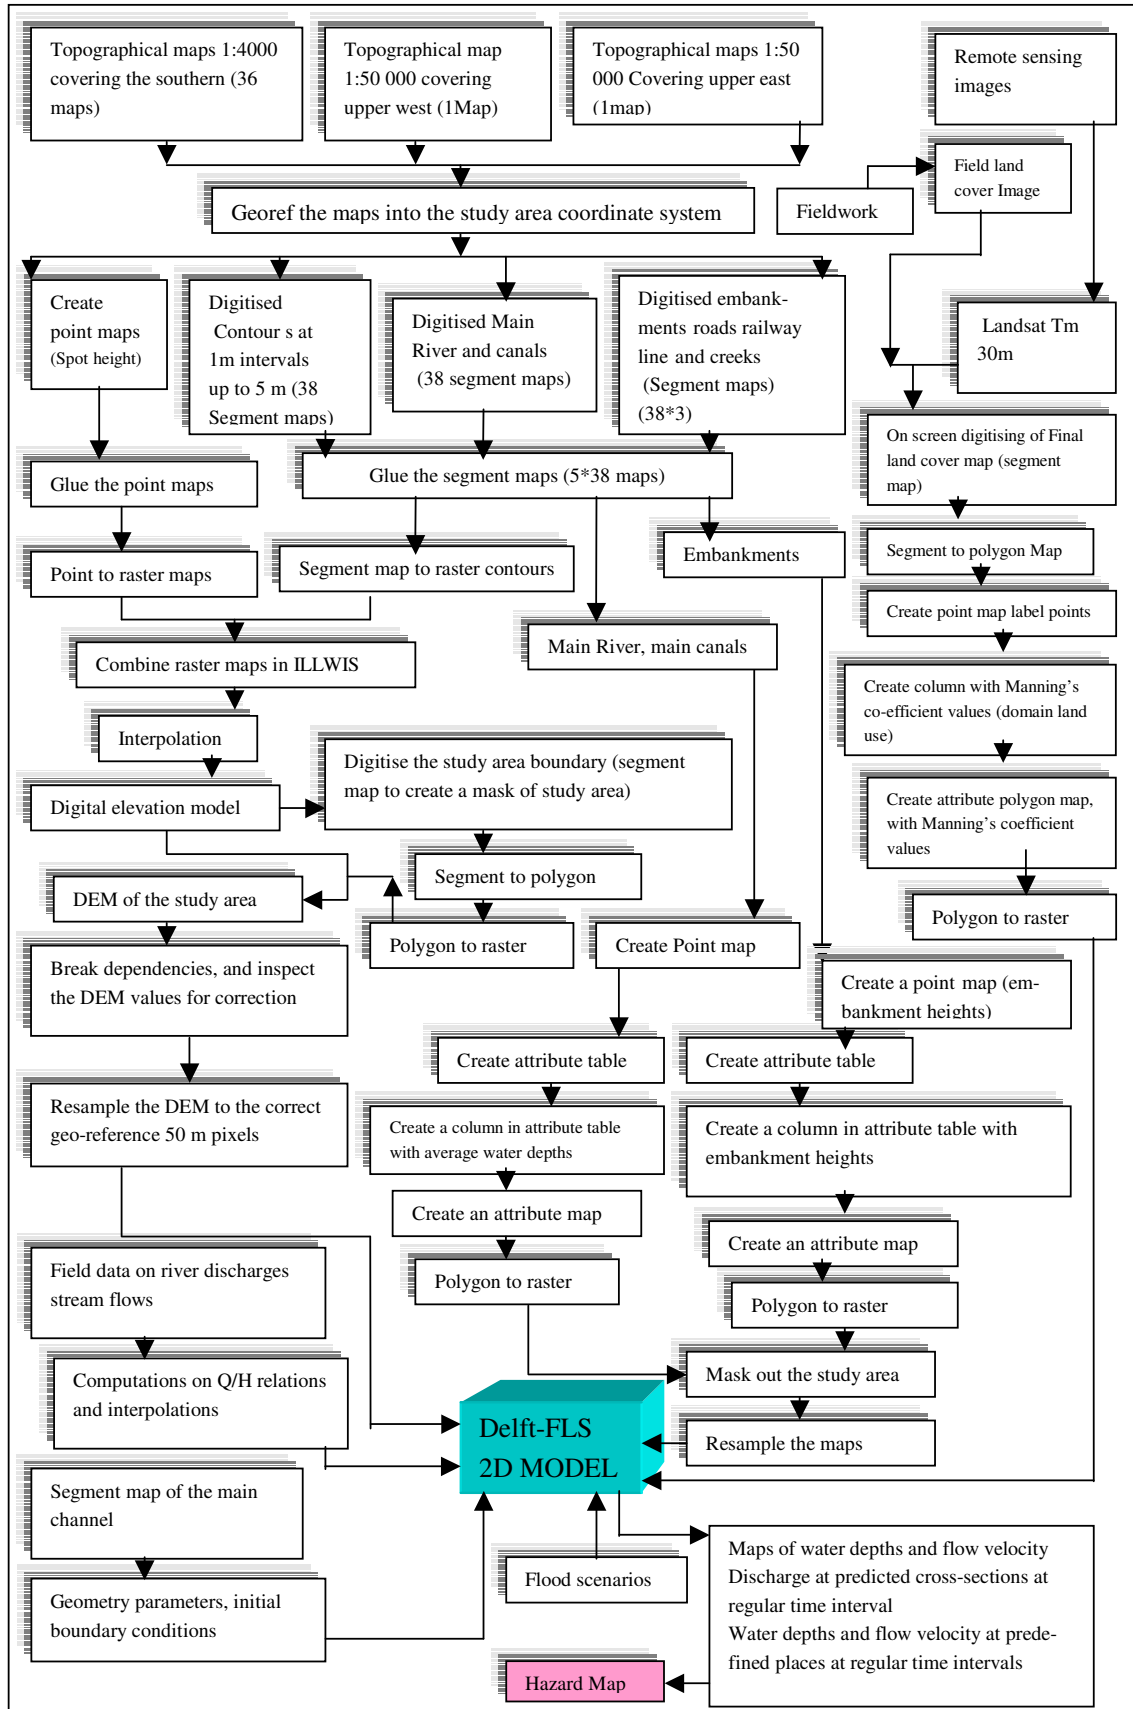 Topographical maps 1:4000
covering the southern (36
maps)
Topographical map
1:50 000 covering
upper west (1Map)
Topographical maps 1:50
000 Covering upper east
(1map)
Remote sensing
images
Georef the maps into the study area coordinate system
Fieldwork
Field land
cover Image
Create
point maps
(Spot height)
Digitised
Contour s at
1m intervals
up to 5 m (38
Segment maps)
Digitised Main
River and canals
(38 segment maps)
Digitised embank-
ments roads railway
line and creeks
(Segment maps)
(38*3)
Landsat Tm
30m
Glue the point maps
Glue the segment maps (5*38 maps)
On screen digitising of Final
land cover map (segment
map)
Point to raster maps
Segment map to raster contours
Embankments
Segment to polygon Map
Create point map label points
Combine raster maps in ILLWIS
Main River, main canals
Create column with Manning's
co-efficient values (domain land
use)
Interpolation
Digitise the study area boundary (segment
map to create a mask of study area)
Digital elevation model
Create attribute polygon map,
with Manning's coefficient
values
Segment to polygon
DEM of the study area
Polygon to raster
Polygon to raster
Create Point map
Break dependencies, and inspect
the DEM values for correction
Create a point map (em-
bankment heights)
Create attribute table
Create attribute table
Resample the DEM to the correct
geo-reference 50 m pixels
Create a column in attribute table
with average water depths
Create a column in attribute table with
embankment heights
Create an attribute map
Create an attribute map
Field data on river discharges
stream flows
Polygon to raster
Polygon to raster
Computations on Q/H relations
and interpolations
Mask out the study area
Delft-FLS
2D MODEL
Resample the maps
Segment map of the main
channel
Flood scenarios
Maps of water depths and flow velocity
Discharge at predicted cross-sections at
regular time interval
Water depths and flow velocity at prede-
fined places at regular time intervals
Geometry parameters, initial
boundary conditions
Hazard Map